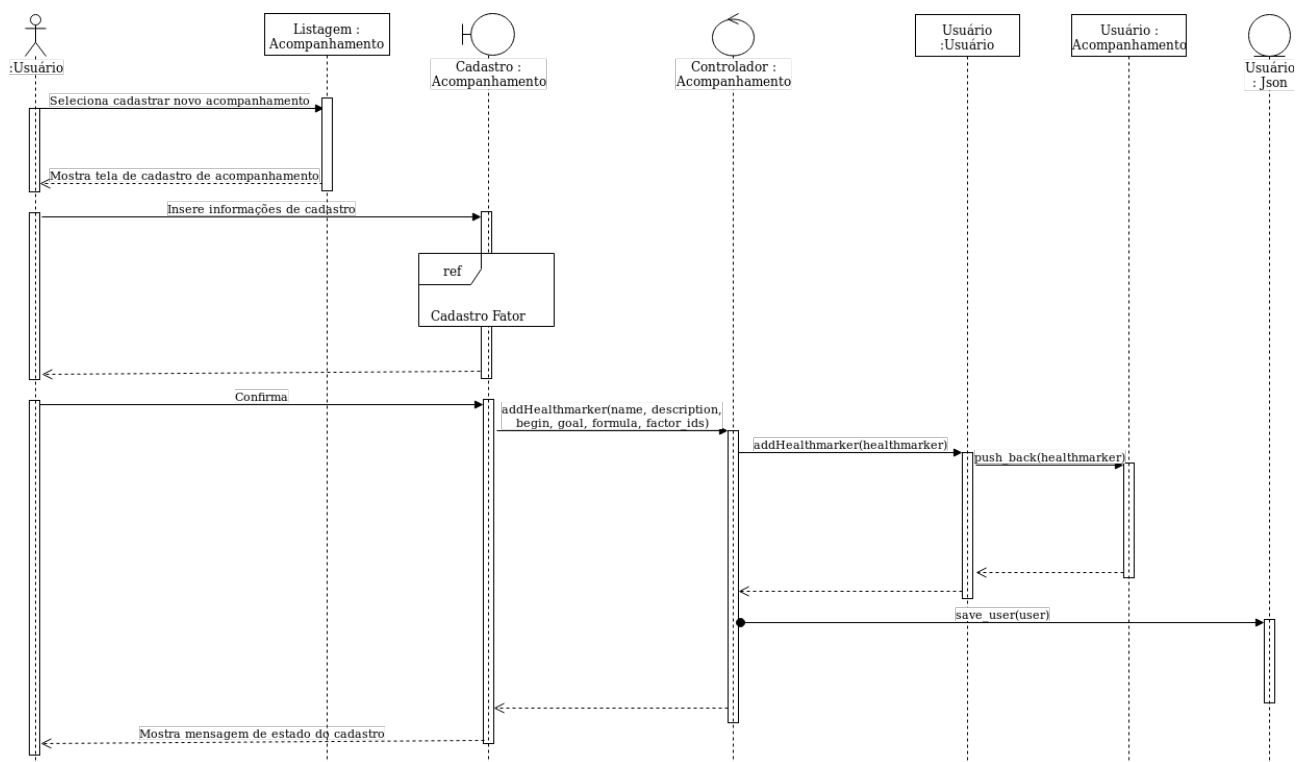 :Usuário
Listagem :
Acompanhamento
Cadastro :
Acompanhamento
Controlador :
Acompanhamento
Usuário
:Usuário
Usuário :
Acompanhamento
Usuário
: Json
Seleciona cadastrar novo acompanhamento
Mostra tela de cadastro de acompanhamento
Insere informações de cadastro
ref
Cadastro Fator
Confirma
addHealthmarker(name, description,
begin, goal, formula, factor_ids)
addHealthmarker(healthmarker)
push_back(healthmarker)
save_user(user)
Mostra mensagem de estado do cadastro